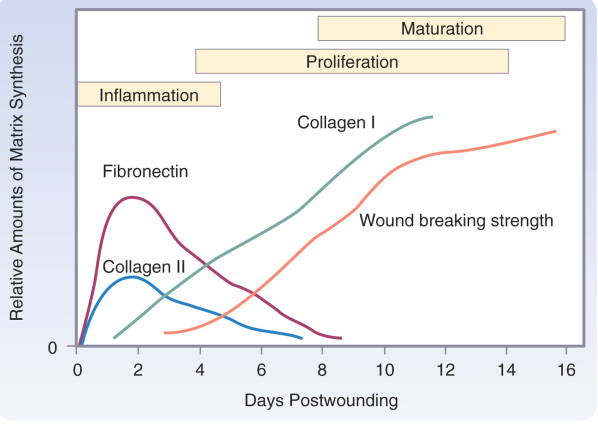 Maturation
Proliferation
Inflammation
Collagen I
Fibronectin
Wound breaking strength
Collagen II
Relative Amounts of Matrix Synthesis
0
0 2 4 6 8 10 12 14 16
Days Postwounding